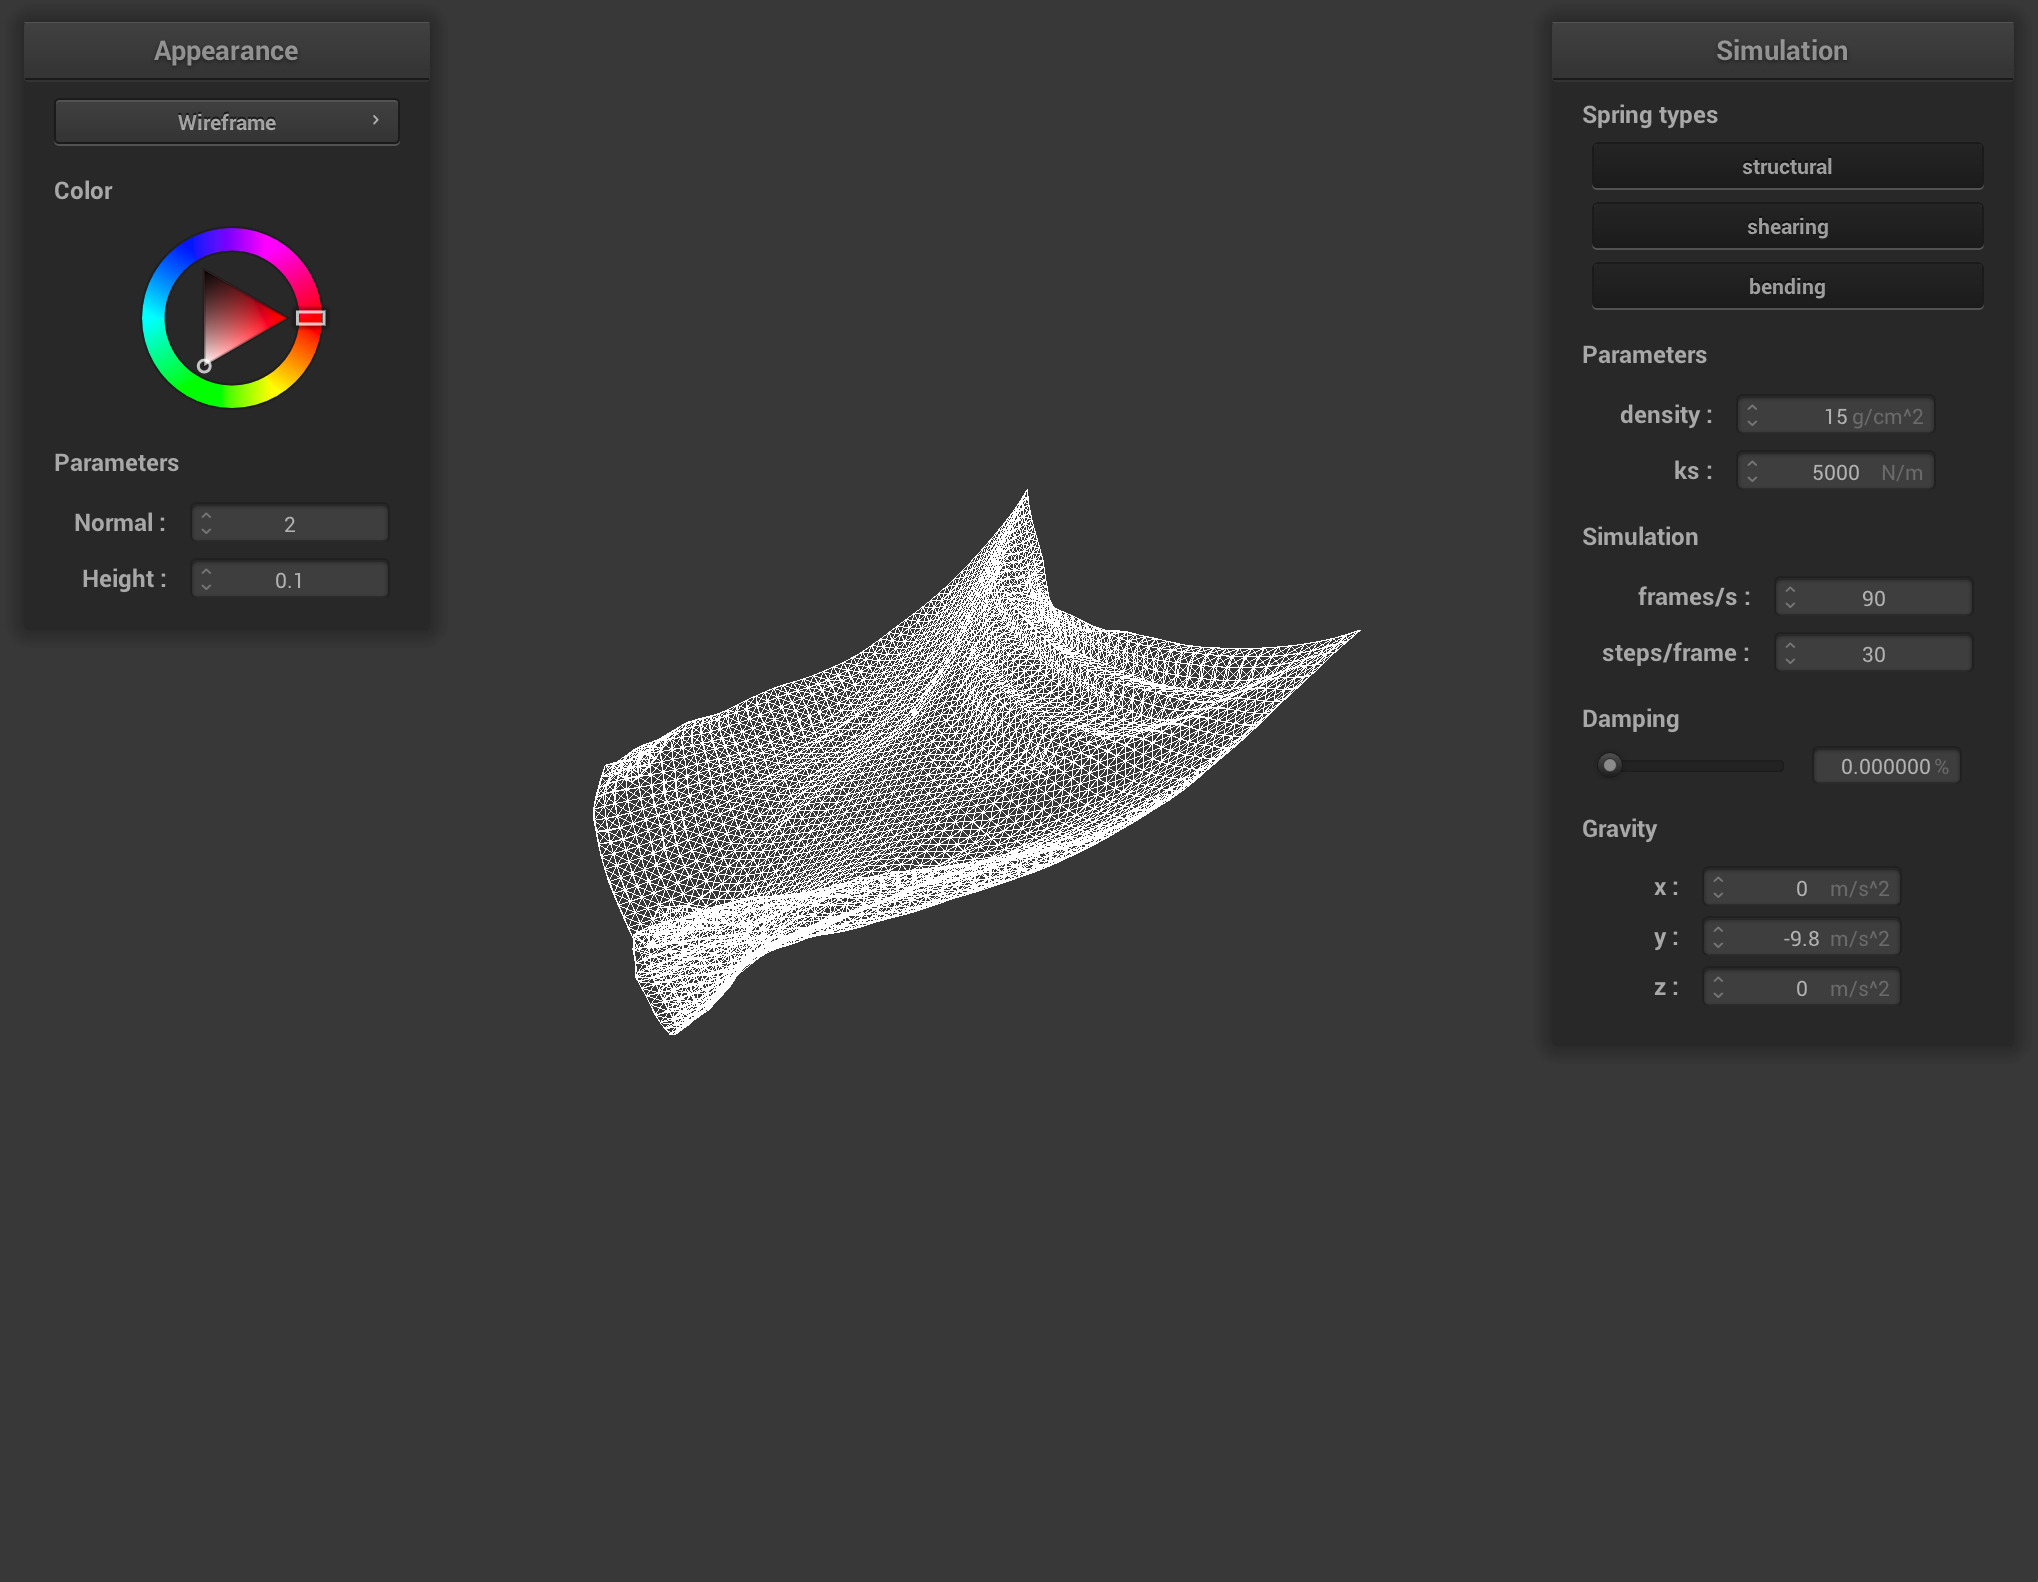 Appearance
Wireframe
Color
Parameters
Normal : 2
Height : 0.1
Simulation
Spring types
structural
shearing
bending
Parameters
density : 15 g/cm^2
ks : 5000 N/m
Simulation
frames/s : 90
steps/frame : 30
Damping
0.000000 %
Gravity
x : 0 m/s^2
y : -9.8 m/s^2
z : 0 m/s^2